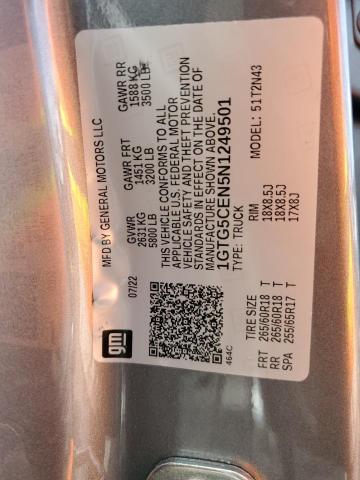 MFD BY GENERAL MOTORS LLC
07/22
GVWR GAWR FRT GAWR RR
2631 KG 1451 KG 1588 KG
5800 LB 3200 LB 3500 LB
THIS VEHICLE CONFORMS TO ALL
APPLICABLE U.S. FEDERAL MOTOR
VEHICLE SAFETY AND THEFT PREVENTION
STANDARDS IN EFFECT ON THE DATE OF
MANUFACTURE SHOWN ABOVE.
1GTG5CEN5N1249501
TYPE: TRUCK MODEL: 51T2N43
gm
464C
TIRE SIZE RIM
FRT 265/60R18 T 18X8.5J
RR 265/60R18 T 18X8.5J
SPA 255/65R17 T 17X8J